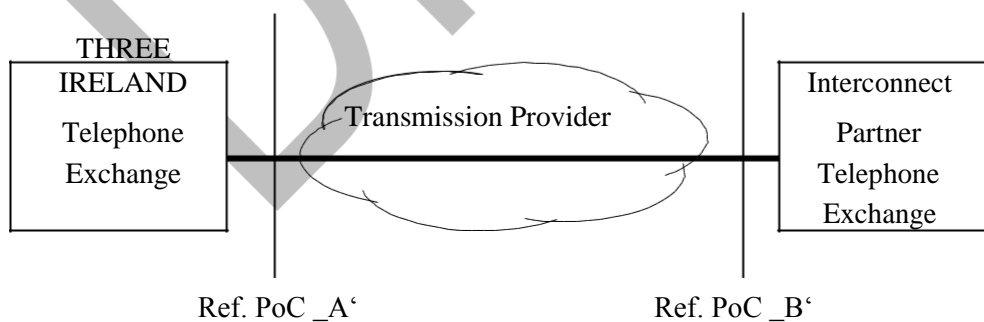 THREE
IRELAND
Telephone
Exchange
Transmission Provider
Interconnect
Partner
Telephone
Exchange
Ref. PoC _A‘
Ref. PoC _B‘